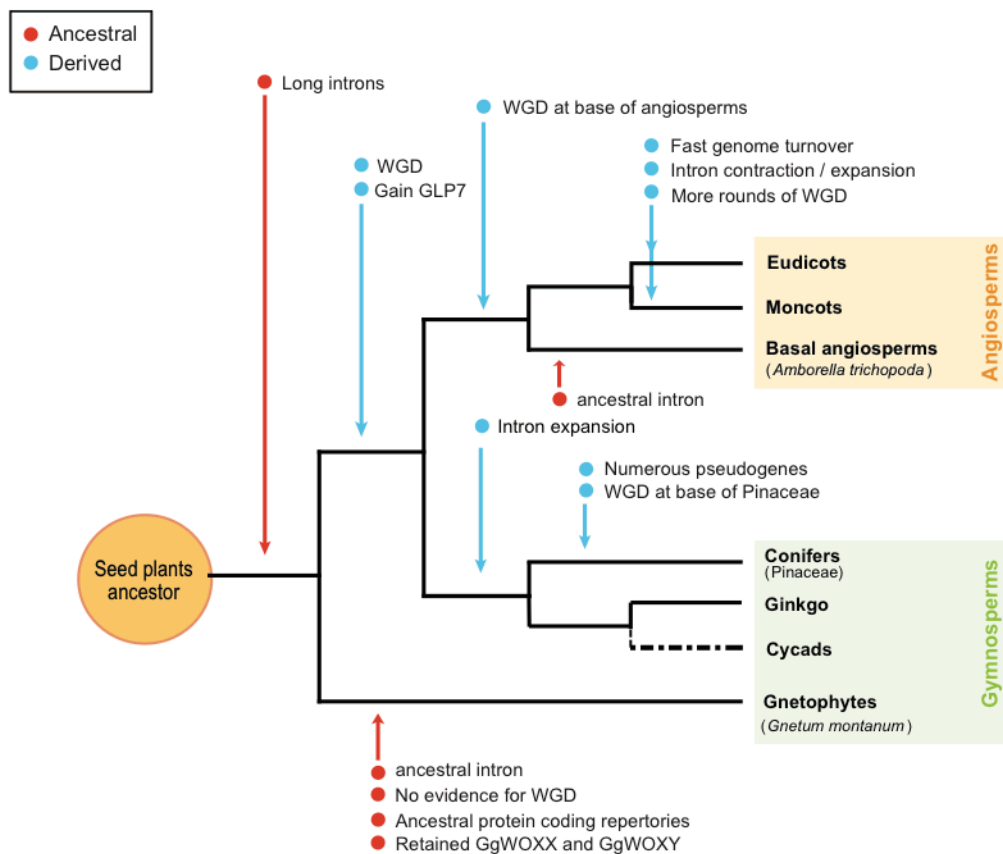 Ancestral
Derived
Long introns
WGD at base of angiosperms
WGD
Gain GLP7
Fast genome turnover
Intron contraction / expansion
More rounds of WGD
Eudicots
Moncots
Basal angiosperms
(Amborella trichopoda)
Angiosperms
ancestral intron
Intron expansion
Numerous pseudogenes
WGD at base of Pinaceae
Seed plants
ancestor
Conifers
(Pinaceae)
Ginkgo
Cycads
Gnetophytes
(Gnetum montanum)
Gymnosperms
ancestral intron
No evidence for WGD
Ancestral protein coding repertories
Retained GgWOXX and GgWOXY